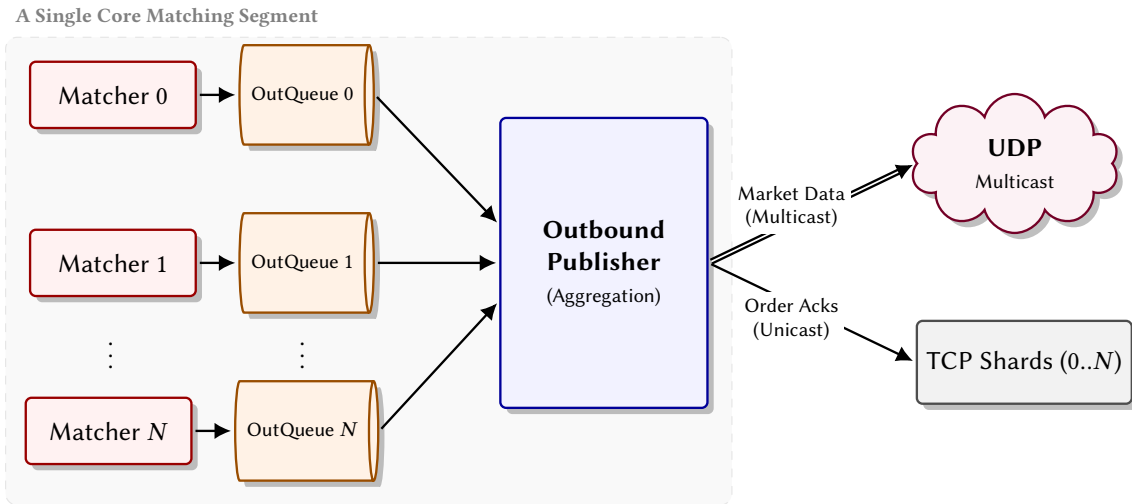 A Single Core Matching Segment
Matcher 0
OutQueue 0
Matcher 1
OutQueue 1
Matcher N
OutQueue N
Outbound
Publisher
(Aggregation)
Market Data
(Multicast)
Order Acks
(Unicast)
UDP
Multicast
TCP Shards (0..N)